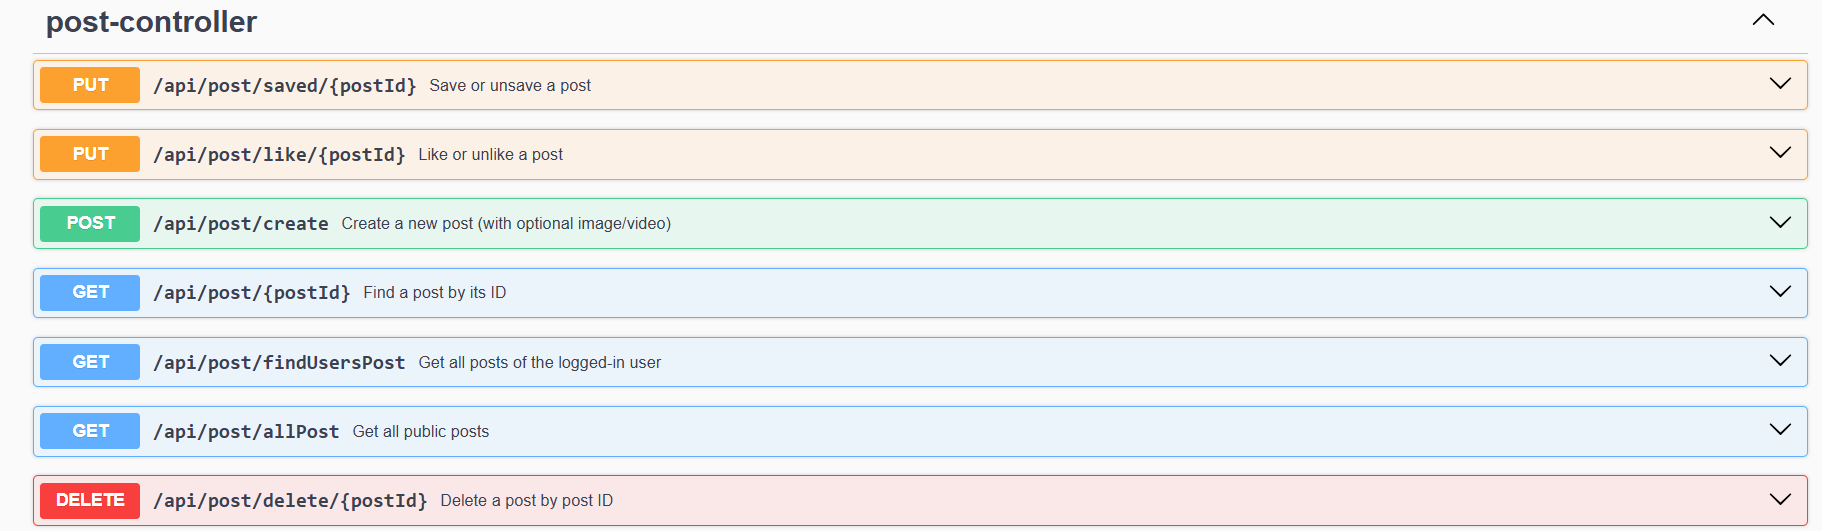 post-controller
PUT /api/post/saved/{postId} Save or unsave a post
PUT /api/post/like/{postId} Like or unlike a post
POST /api/post/create Create a new post (with optional image/video)
GET /api/post/{postId} Find a post by its ID
GET /api/post/findUsersPost Get all posts of the logged-in user
GET /api/post/allPost Get all public posts
DELETE /api/post/delete/{postId} Delete a post by post ID